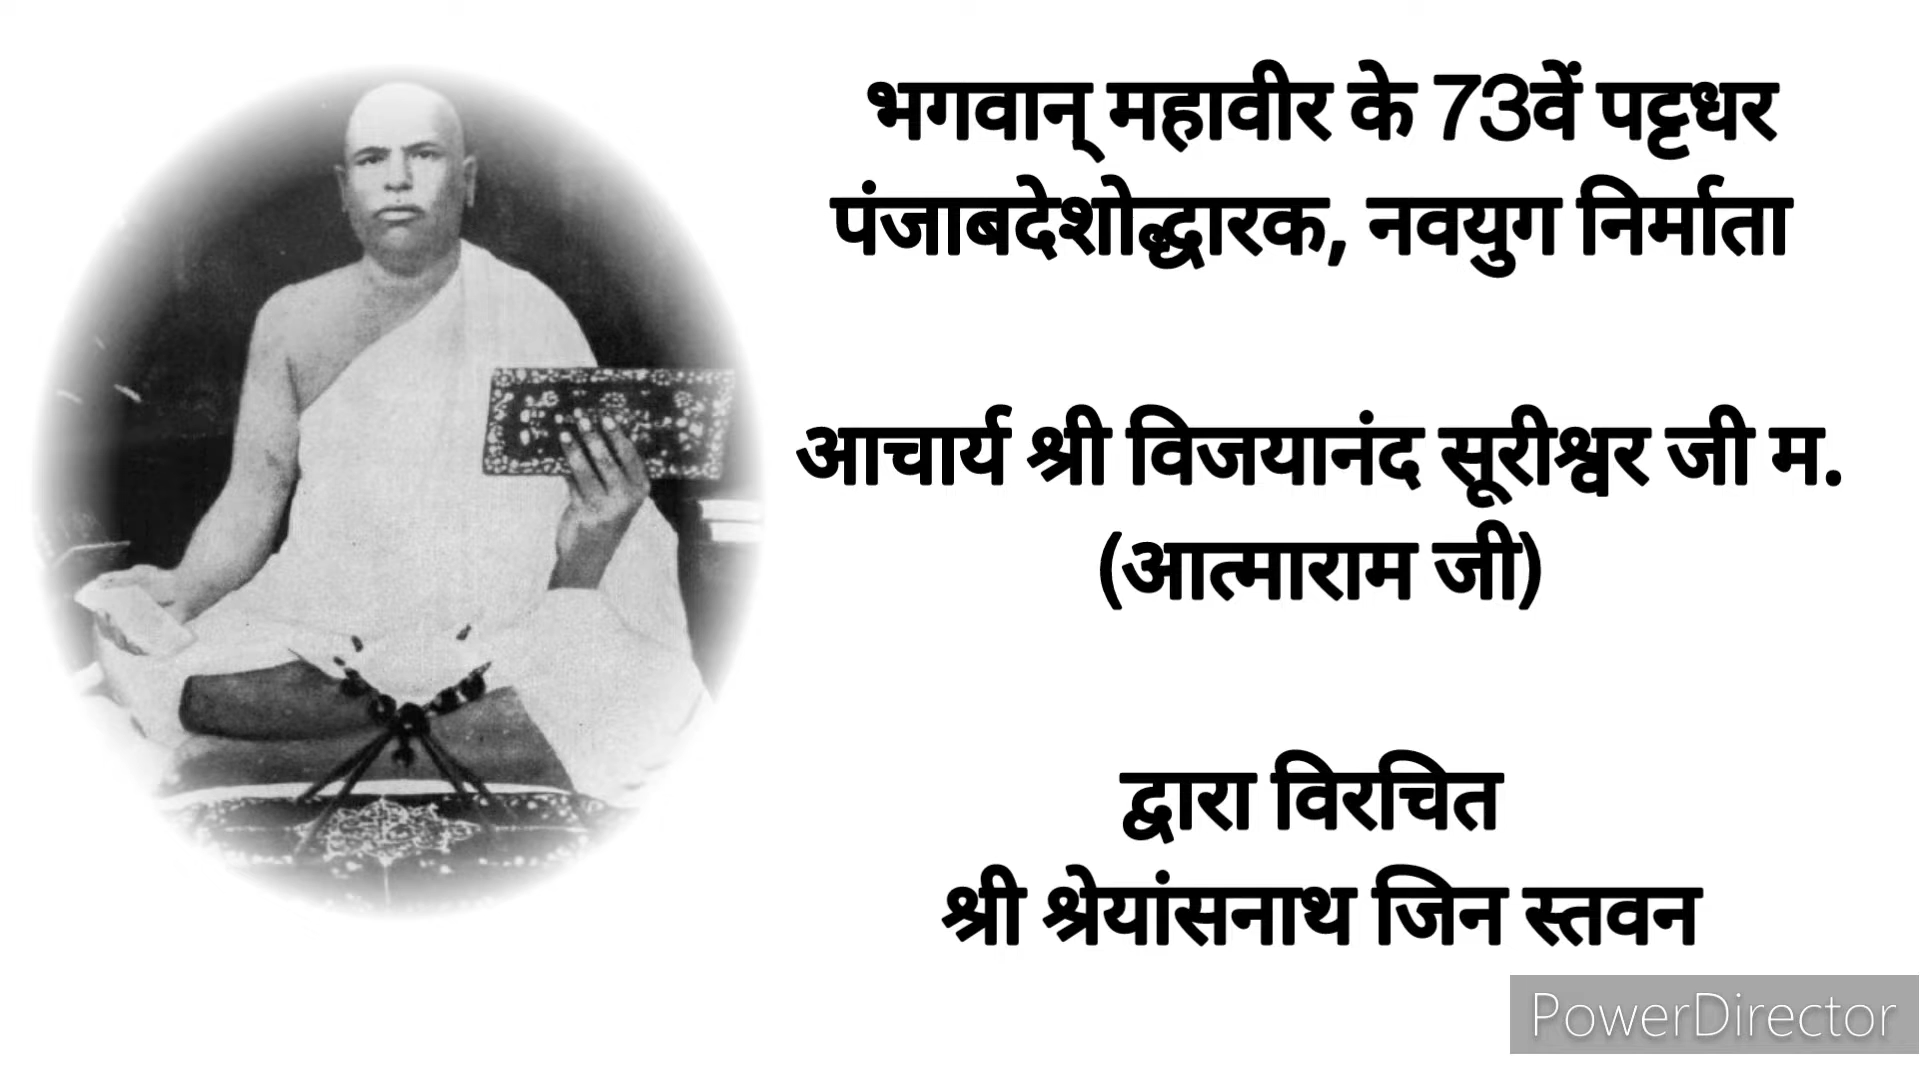 भगवान् महावीर के 73वें पट्टधर
पंजाबदेशोद्धारक, नवयुग निर्माता
आचार्य श्री विजयानंद सूरीश्वर जी म.
(आत्माराम जी)
द्वारा विरचित
श्री श्रेयांसनाथ जिन स्तवन
PowerDirector